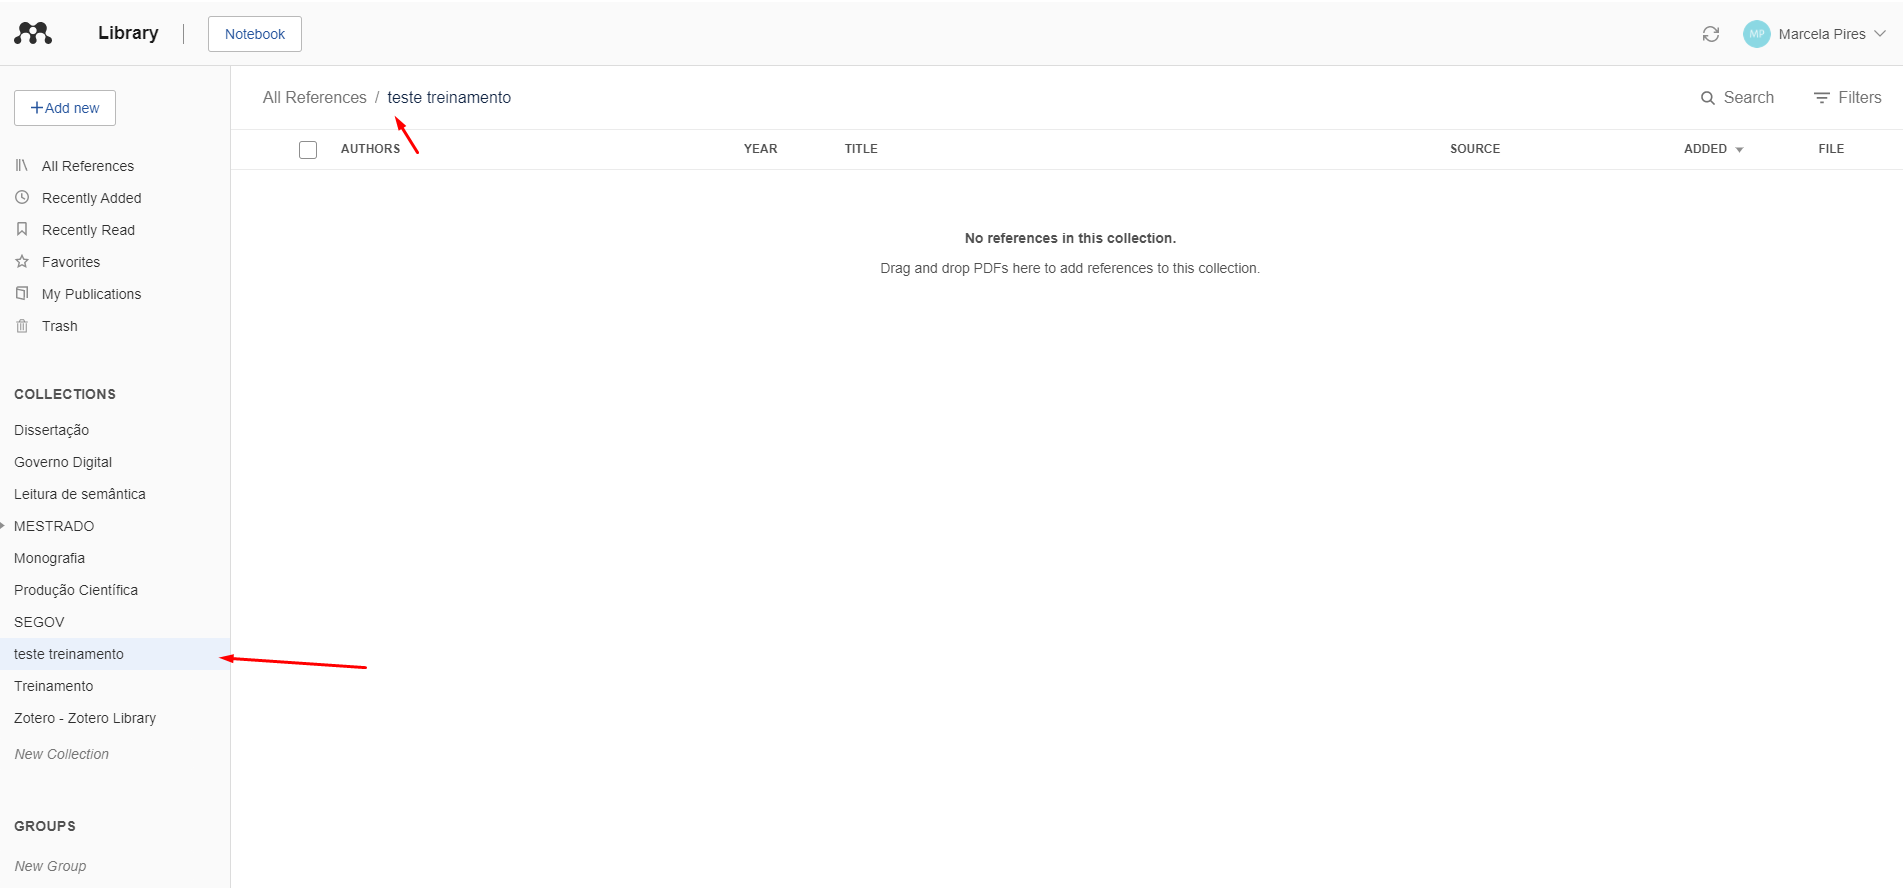 Library
Notebook
MP
Marcela Pires
+Add new
All References / teste treinamento
Search
Filters
AUTHORS YEAR TITLE SOURCE ADDED FILE
No references in this collection.
Drag and drop PDFs here to add references to this collection.
All References
Recently Added
Recently Read
Favorites
My Publications
Trash
COLLECTIONS
Dissertação
Governo Digital
Leitura de semântica
MESTRADO
Monografia
Produção Científica
SEGOV
teste treinamento
Treinamento
Zotero - Zotero Library
New Collection
GROUPS
New Group